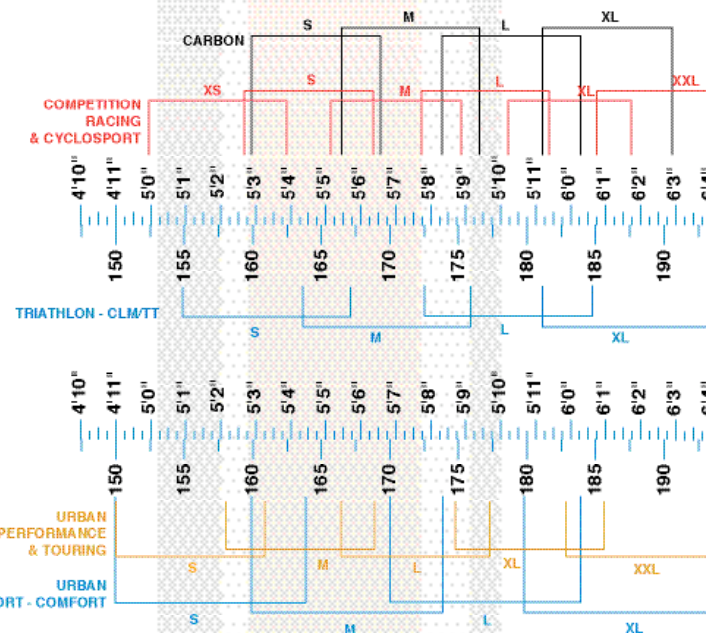 S M L XL
CARBON
XS S M L XL XXL
COMPETITION
RACING
& CYCLOSPORT
4'10" 4'11" 5'0" 5'1" 5'2" 5'3" 5'4" 5'5" 5'6" 5'7" 5'8" 5'9" 5'10" 5'11" 6'0" 6'1" 6'2" 6'3"
150 155 160 165 170 175 180 185 190
TRIATHLON - CLM/TT
S M L XL
4'10" 4'11" 5'0" 5'1" 5'2" 5'3" 5'4" 5'5" 5'6" 5'7" 5'8" 5'9" 5'10" 5'11" 6'0" 6'1" 6'2" 6'3"
150 155 160 165 170 175 180 185 190
URBAN
PERFORMANCE
& TOURING
S M L XL XXL
URBAN
ORT - COMFORT
S M L XL